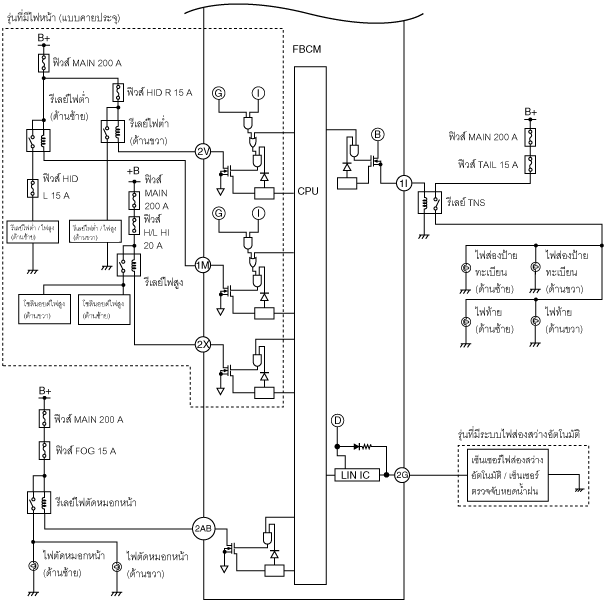 รุ่นที่มีไฟหน้า (แบบคายประจุ)
B+
ฟิวส์ MAIN 200 A
รีเลย์ไฟต่ำ
(ด้านซ้าย)
ฟิวส์ HID R 15 A
รีเลย์ไฟต่ำ
(ด้านขวา)
ฟิวส์ HID
L 15 A
+B
ฟิวส์
MAIN
200 A
ฟิวส์
H/L HI
20 A
รีเลย์ไฟต่ำ / ไฟสูง
(ด้านซ้าย)
รีเลย์ไฟต่ำ / ไฟสูง
(ด้านขวา)
รีเลย์ไฟสูง
โซลินอยด์ไฟสูง
(ด้านขวา)
โซลินอยด์ไฟสูง
(ด้านซ้าย)
2V
1M
2X
2AB
FBCM
G
I
G
I
CPU
B
1I
D
LIN IC
2G
B+
ฟิวส์ MAIN 200 A
ฟิวส์ TAIL 15 A
รีเลย์ TNS
ไฟส่องป้าย
ทะเบียน
(ด้านซ้าย)
ไฟส่องป้าย
ทะเบียน
(ด้านขวา)
ไฟท้าย
(ด้านซ้าย)
ไฟท้าย
(ด้านขวา)
รุ่นที่มีระบบไฟส่องสว่างอัตโนมัติ
เซ็นเซอร์ไฟส่องสว่าง
อัตโนมัติ / เซ็นเซอร์
ตรวจจับหยดน้ำฝน
B+
ฟิวส์ MAIN 200 A
ฟิวส์ FOG 15 A
รีเลย์ไฟตัดหมอกหน้า
ไฟตัดหมอกหน้า
(ด้านซ้าย)
ไฟตัดหมอกหน้า
(ด้านขวา)